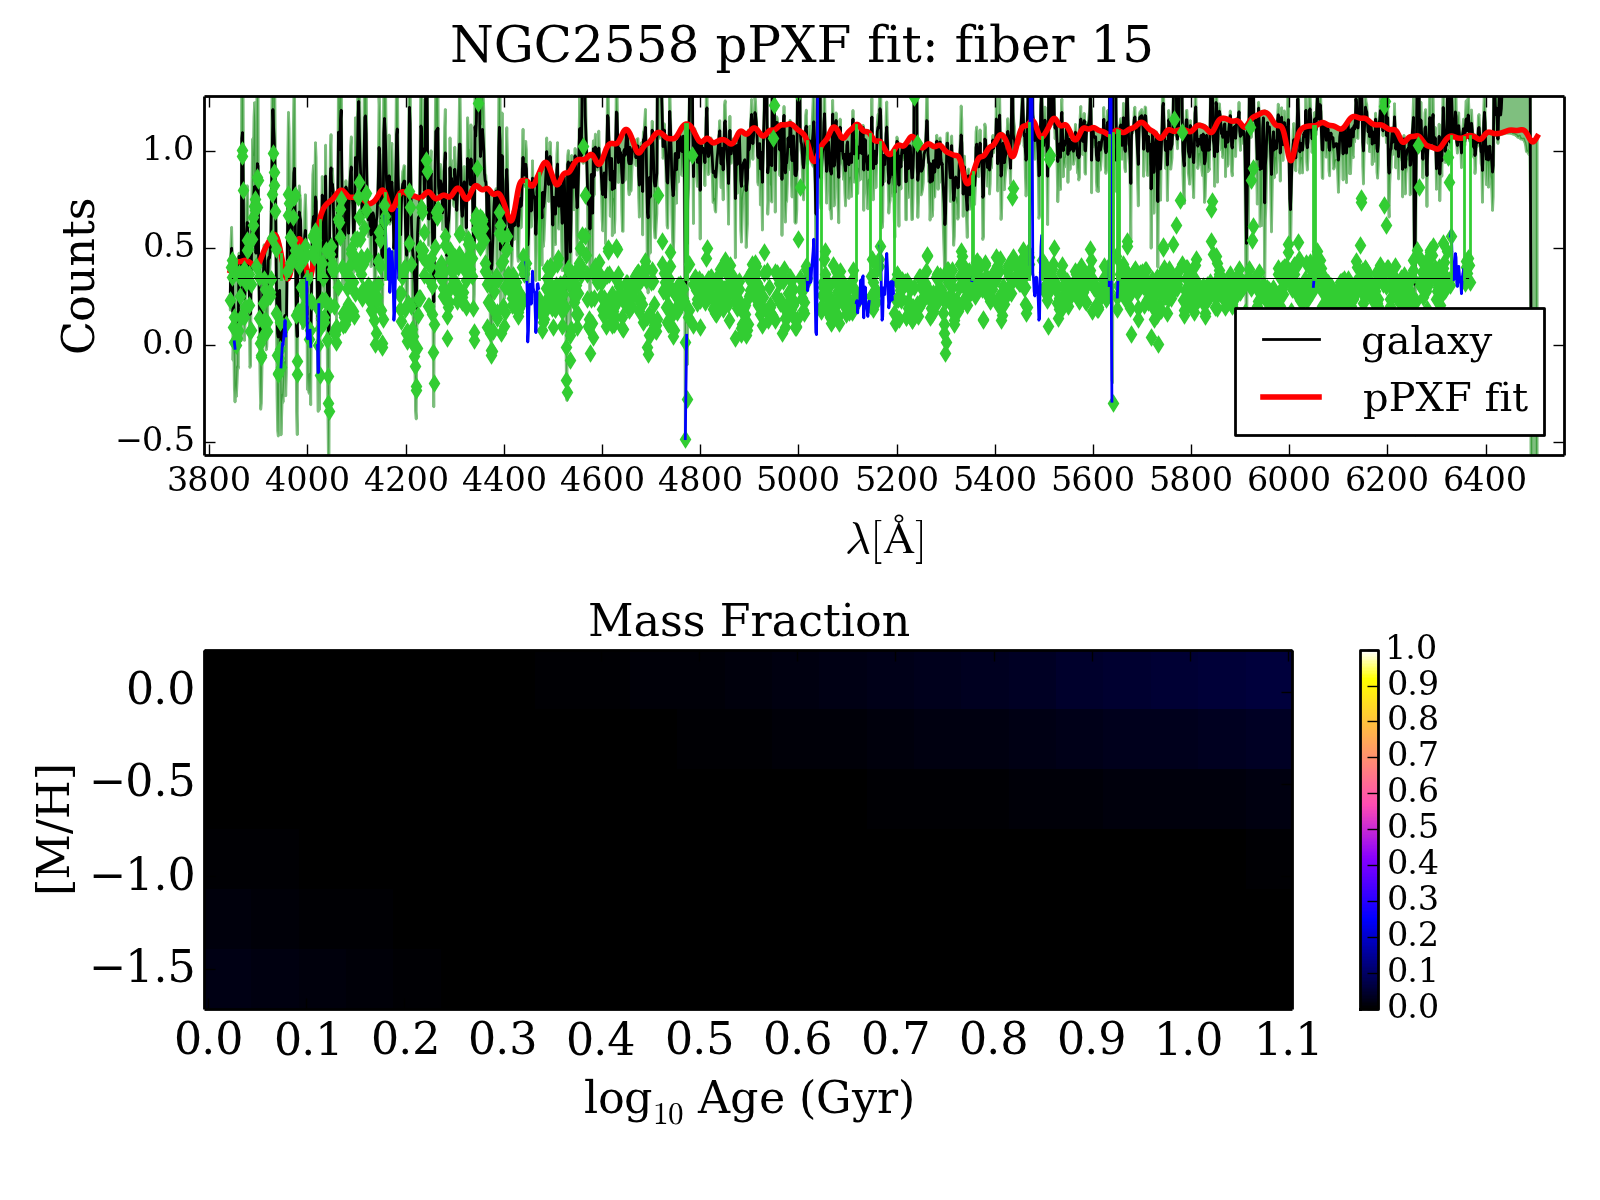 NGC2558 pPXF fit: fiber 15
Counts
1.0
0.5
0.0
−0.5
galaxy
pPXF fit
3800 4000 4200 4400 4600 4800 5000 5200 5400 5600 5800 6000 6200 6400
λ[Å]
Mass Fraction
[M/H]
0.0
−0.5
−1.0
−1.5
0.0 0.1 0.2 0.3 0.4 0.5 0.6 0.7 0.8 0.9 1.0 1.1
log₁₀ Age (Gyr)
1.0
0.9
0.8
0.7
0.6
0.5
0.4
0.3
0.2
0.1
0.0